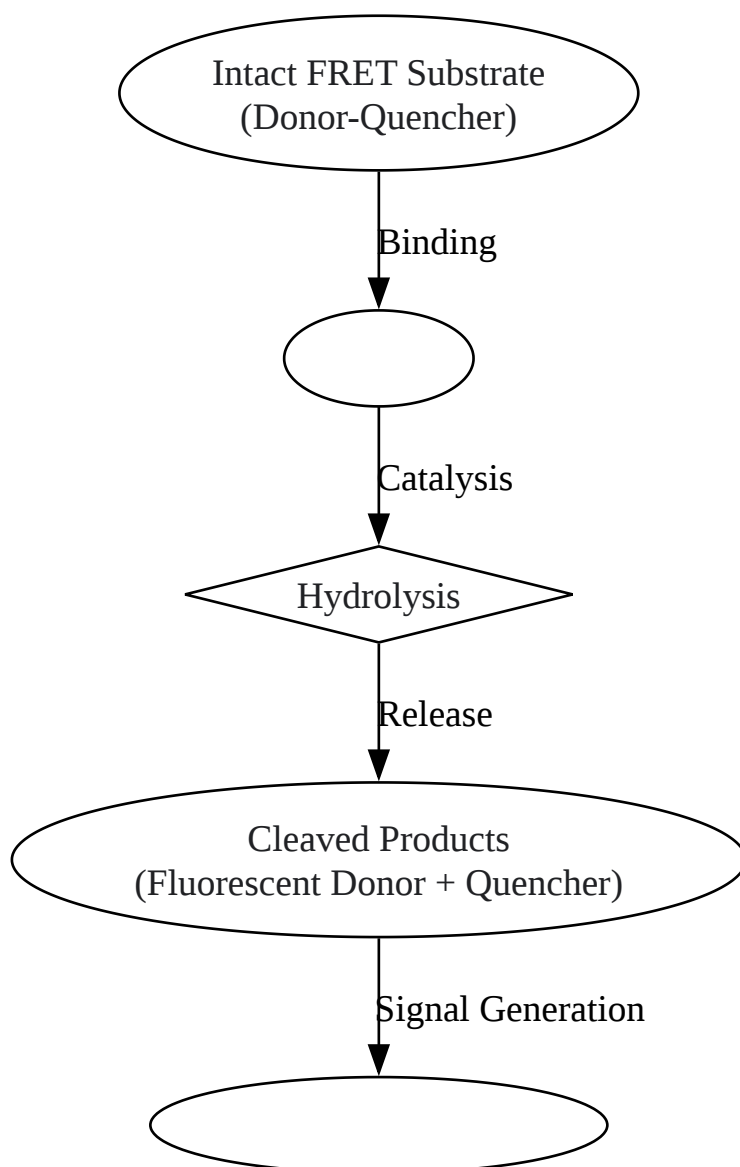 Intact FRET Substrate
(Donor-Quencher)
Binding
Catalysis
Hydrolysis
Release
Cleaved Products
(Fluorescent Donor + Quencher)
Signal Generation